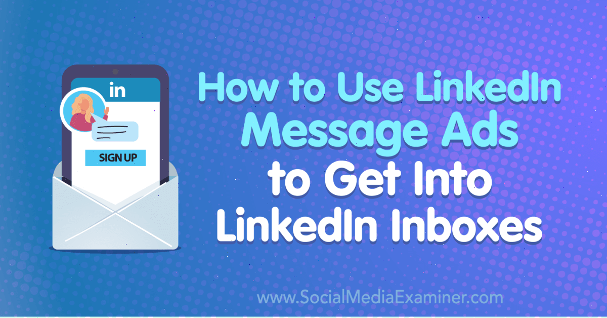 in
SIGN UP
How to Use LinkedIn
Message Ads
to Get Into
LinkedIn Inboxes
www.SocialMediaExaminer.com